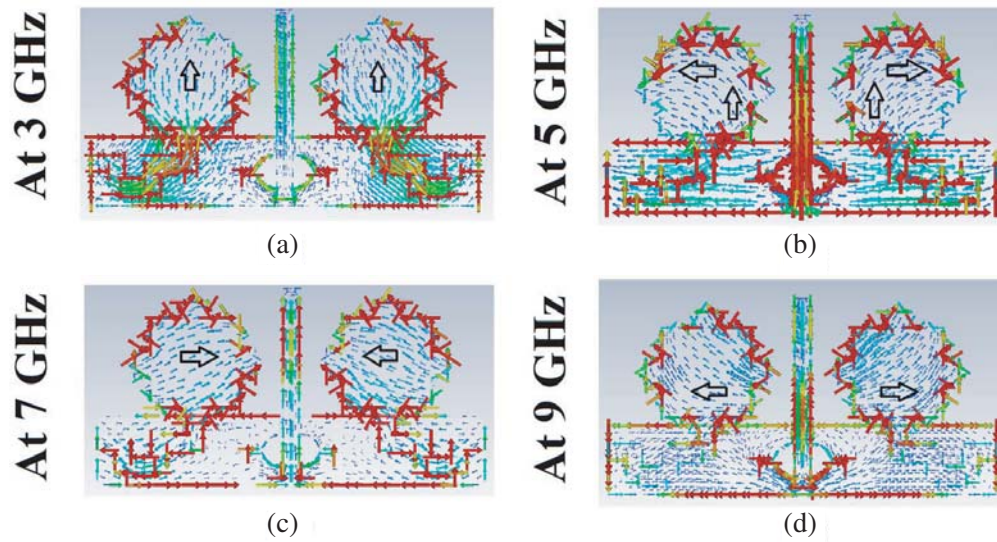 At 3 GHz
At 5 GHz
(a)
(b)
At 7 GHz
At 9 GHz
(c)
(d)